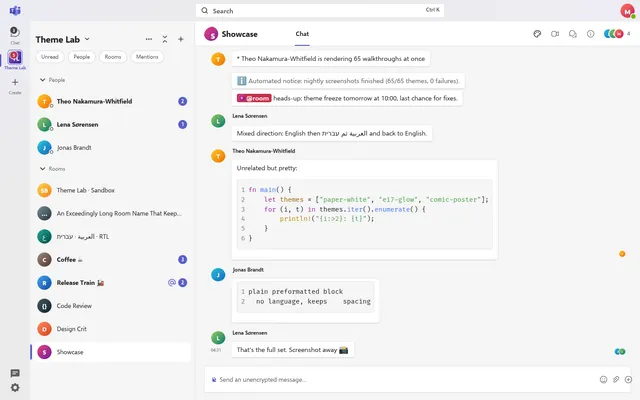 Search
Ctrl K
M
Chat
Theme Lab
Create
Theme Lab
Unread
People
Rooms
Mentions
People
T
Theo Nakamura-Whitfield
2
L
Lena Sørensen
1
J
Jonas Brandt
Rooms
SB
Theme Lab · Sandbox
...
An Exceedingly Long Room Name That Keep...
العربية · עברית · RTL
C
Coffee ☕
3
R
Release Train 🚂
@ 2
{}
Code Review
D
Design Crit
S
Showcase
S
Showcase
Chat
4
T
* Theo Nakamura-Whitfield is rendering 65 walkthroughs at once
ℹ️ Automated notice: nightly screenshots finished (65/65 themes, 0 failures).
@room heads-up: theme freeze tomorrow at 10:00, last chance for fixes.
Lena Sørensen
L
Mixed direction: English then العربية ثم עברית and back to English.
Theo Nakamura-Whitfield
T
Unrelated but pretty:
1 fn main() {
2     let themes = ["paper-white", "e17-glow", "comic-poster"];
3     for (i, t) in themes.iter().enumerate() {
4         println!("{i:>2}: {t}");
5     }
6 }
Jonas Brandt
J
1 plain preformatted block
2   no language, keeps    spacing
Lena Sørensen
L
That's the full set. Screenshot away 📸
Send an unencrypted message...